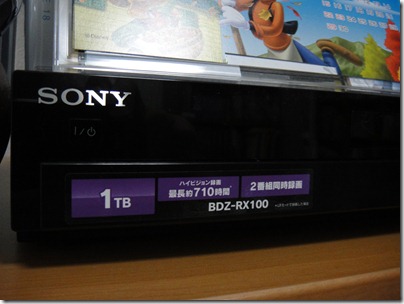 SONY
I/⏻
1TB
ハイビジョン録画
最長約710時間*
2番組同時録画
BDZ-RX100